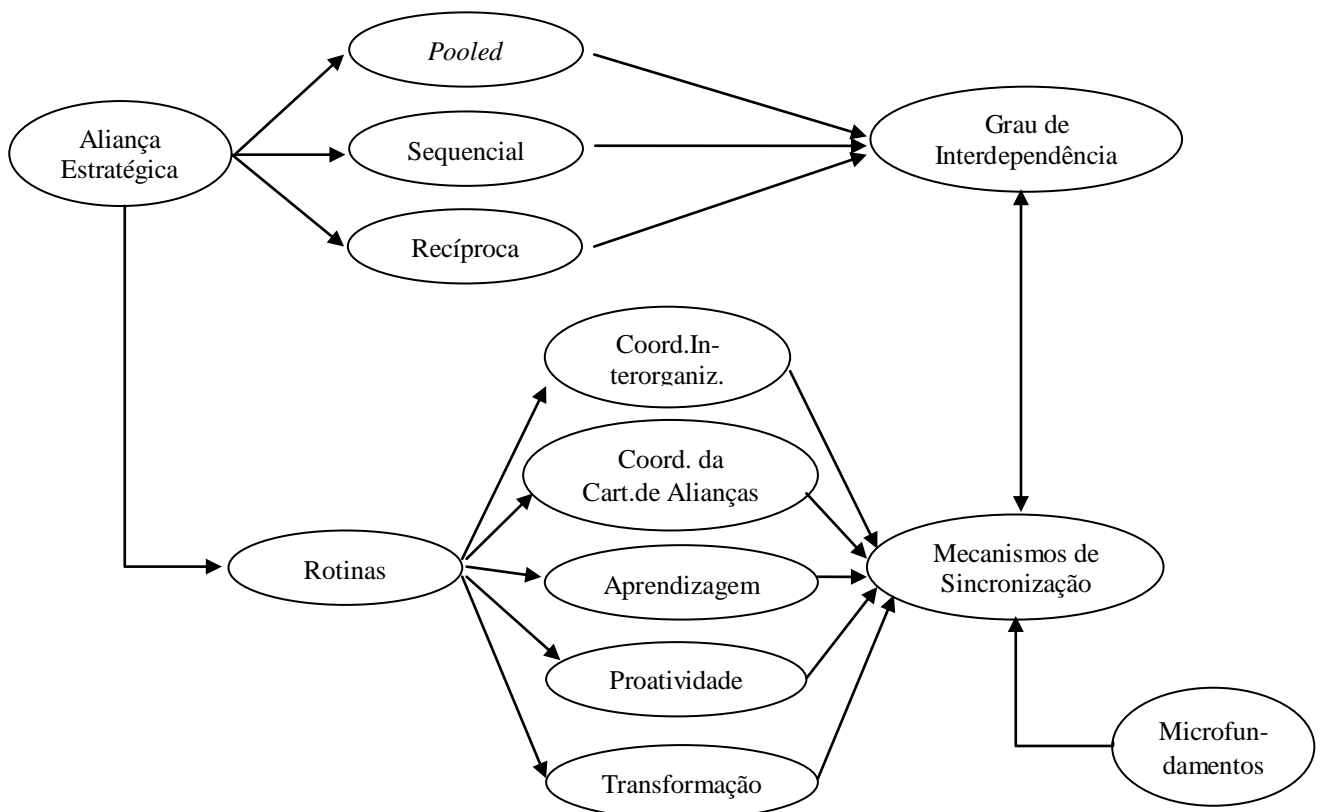 Pooled
Aliança
Estratégica
Sequencial
Grau de
Interdependência
Recíproca
Coord.In-
terorganiz.
Coord. da
Cart.de Alianças
Rotinas
Aprendizagem
Mecanismos de
Sincronização
Proatividade
Microfun-
damentos
Transformação